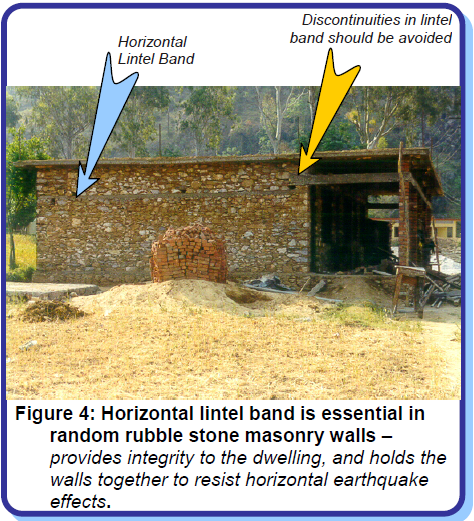 Horizontal
Lintel Band
Discontinuities in lintel
band should be avoided
Figure 4: Horizontal lintel band is essential in
random rubble stone masonry walls –
provides integrity to the dwelling, and holds the
walls together to resist horizontal earthquake
effects.